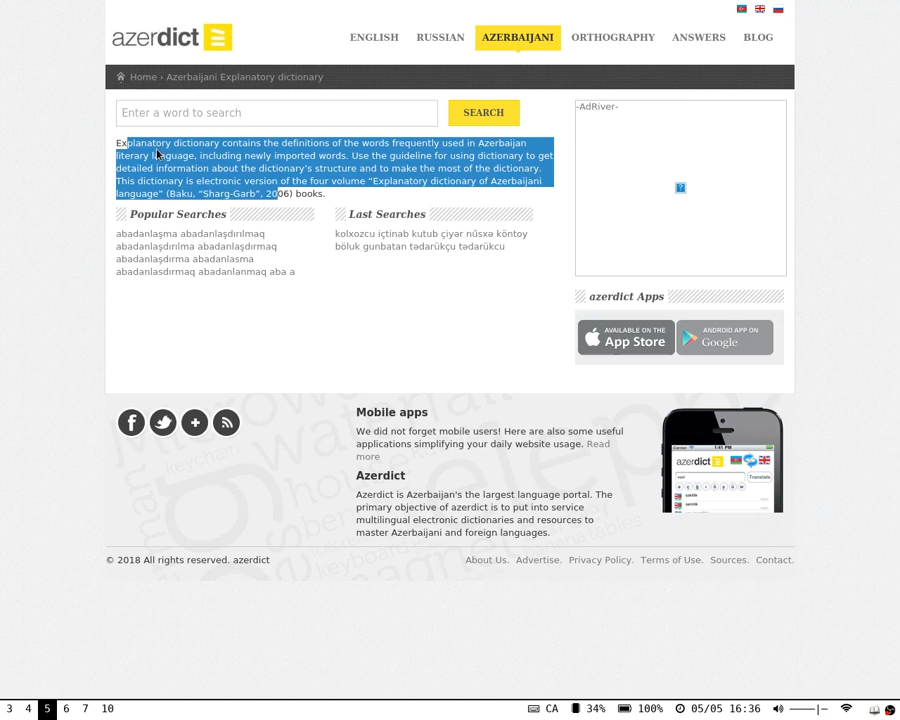 azerdict
ENGLISH RUSSIAN AZERBAIJANI ORTHOGRAPHY ANSWERS BLOG
Home › Azerbaijani Explanatory dictionary
Enter a word to search
SEARCH
Explanatory dictionary contains the definitions of the words frequently used in Azerbaijan
literary language, including newly imported words. Use the guideline for using dictionary to get
detailed information about the dictionary's structure and to make the most of the dictionary.
This dictionary is electronic version of the four volume “Explanatory dictionary of Azerbaijani
language” (Baku, “Sharg-Garb”, 2006) books.
Popular Searches
abadanlaşma abadanlaşdırılmaq
abadanlaşdırılma abadanlaşdırmaq
abadanlaşdırma abadanlasma
abadanlasdırmaq abadanlanmaq aba a
Last Searches
kolxozcu içtinab kutub çiyər nüsxə köntoy
böluk gunbatan tədarükçu tədarükcu
-AdRiver-
azerdict Apps
AVAILABLE ON THE
App Store
ANDROID APP ON
Google
Mobile apps
We did not forget mobile users! Here are also some useful
applications simplifying your daily website usage. Read
more
Azerdict
Azerdict is Azerbaijan's the largest language portal. The
primary objective of azerdict is to put into service
multilingual electronic dictionaries and resources to
master Azerbaijani and foreign languages.
1:41 PM
azerdict
Translate
© 2018 All rights reserved. azerdict
About Us. Advertise. Privacy Policy. Terms of Use. Sources. Contact.
3 4 5 6 7 10
CA 34% 100% 05/05 16:36